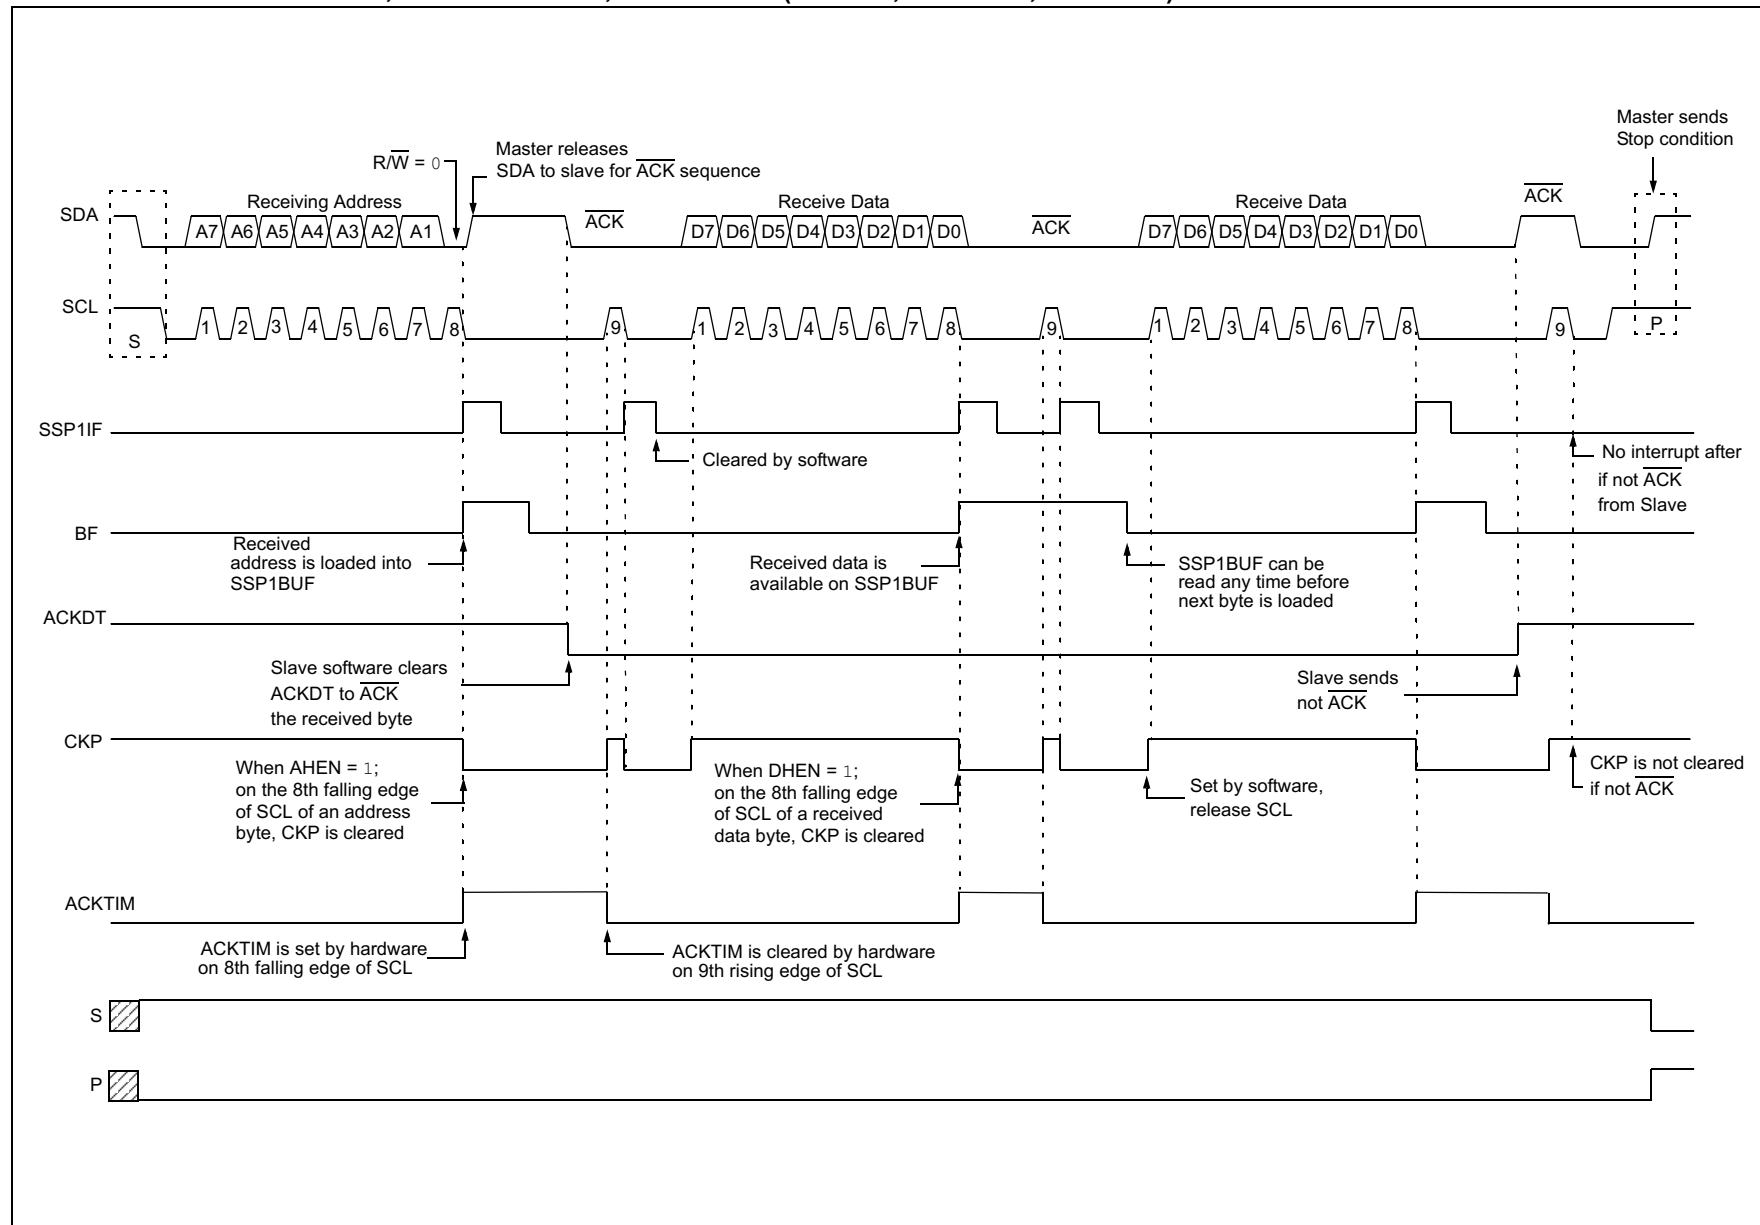 Master sends
Stop condition
Master releases
SDA to slave for ACK sequence
R/W = 0
Receiving Address
Receive Data
Receive Data
ACK
SDA
A7 A6 A5 A4 A3 A2 A1
ACK
D7 D6 D5 D4 D3 D2 D1 D0
ACK
D7 D6 D5 D4 D3 D2 D1 D0
SCL
S
1 2 3 4 5 6 7 8 9
1 2 3 4 5 6 7 8 9
1 2 3 4 5 6 7 8 9
P
SSP1IF
Cleared by software
No interrupt after
if not ACK
from Slave
BF
Received
address is loaded into
SSP1BUF
Received data is
available on SSP1BUF
SSP1BUF can be
read any time before
next byte is loaded
ACKDT
Slave software clears
ACKDT to ACK
the received byte
Slave sends
not ACK
CKP
When AHEN = 1;
on the 8th falling edge
of SCL of an address
byte, CKP is cleared
When DHEN = 1;
on the 8th falling edge
of SCL of a received
data byte, CKP is cleared
Set by software,
release SCL
CKP is not cleared
if not ACK
ACKTIM
ACKTIM is set by hardware
on 8th falling edge of SCL
ACKTIM is cleared by hardware
on 9th rising edge of SCL
S
P